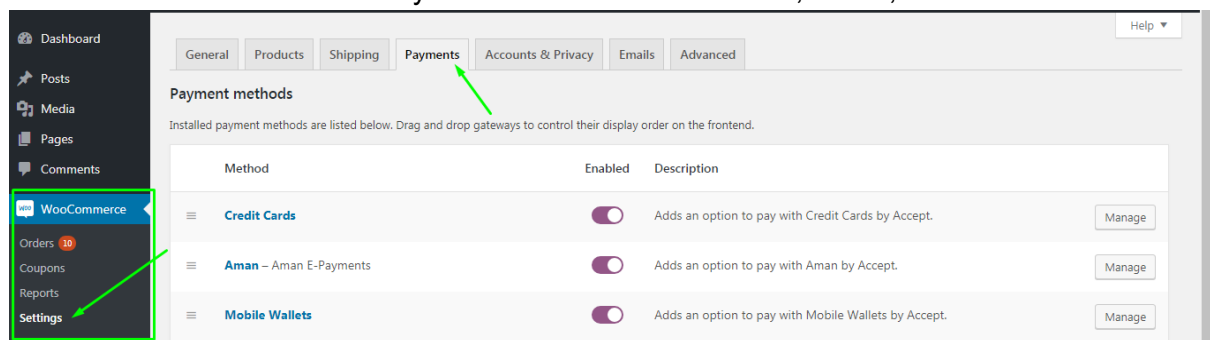 Help ▼
Dashboard
Posts
Media
Pages
Comments
WooCommerce
Orders 10
Coupons
Reports
Settings
General Products Shipping Payments Accounts & Privacy Emails Advanced
Payment methods
Installed payment methods are listed below. Drag and drop gateways to control their display order on the frontend.
Method Enabled Description
Credit Cards Adds an option to pay with Credit Cards by Accept. Manage
Aman – Aman E-Payments Adds an option to pay with Aman by Accept. Manage
Mobile Wallets Adds an option to pay with Mobile Wallets by Accept. Manage